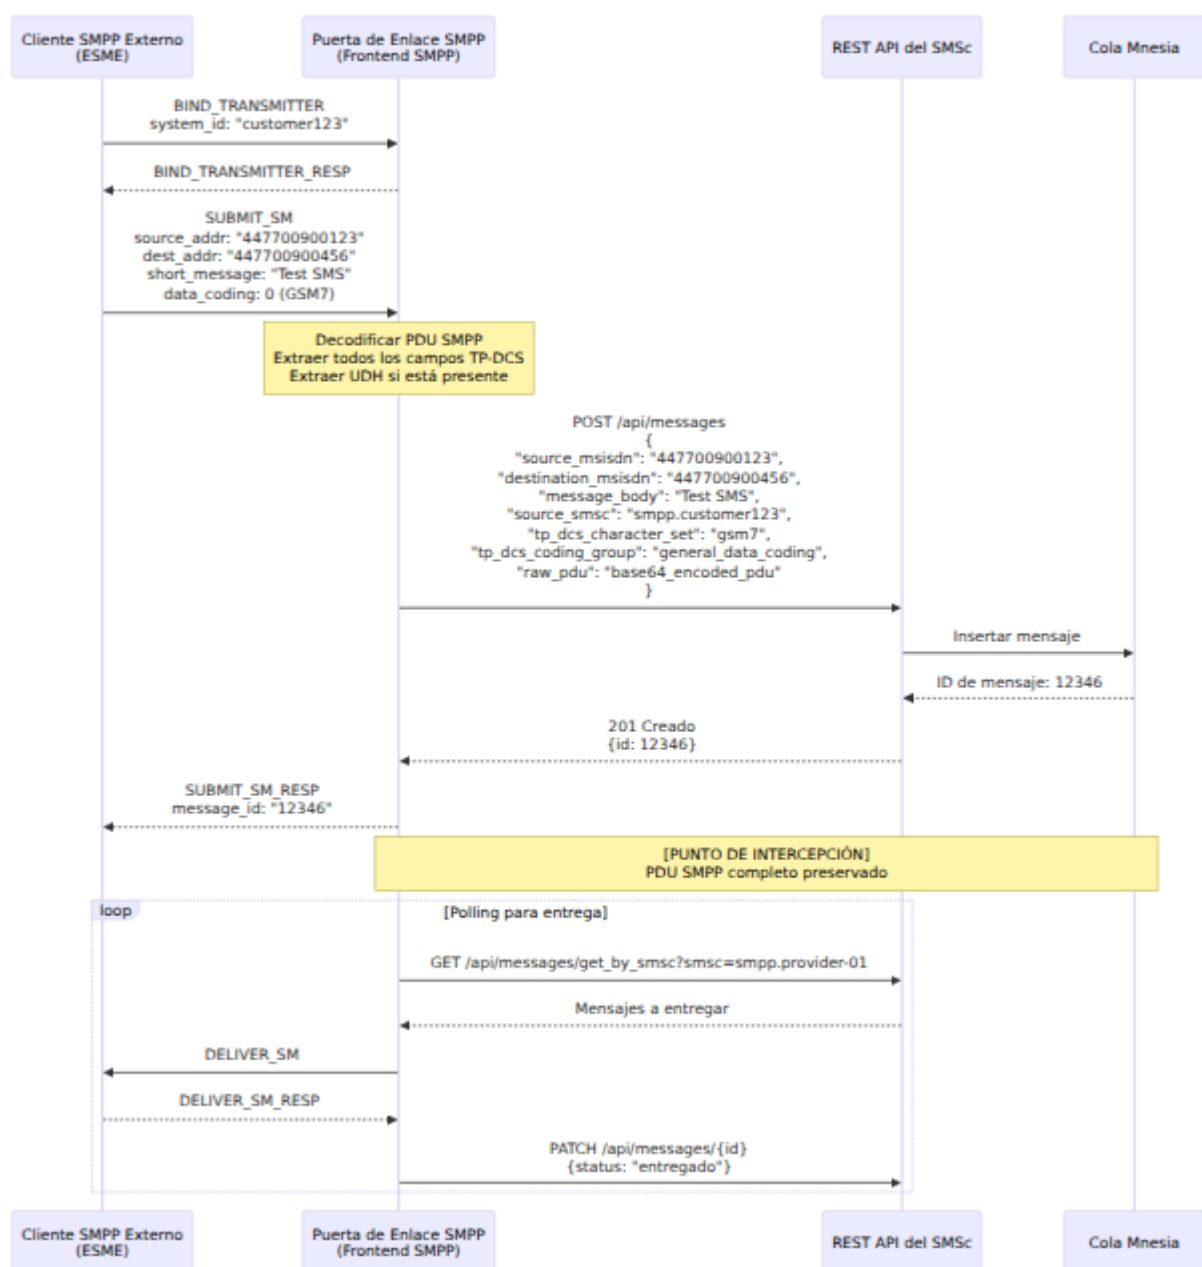 Cliente SMPP Externo
(ESME)
Puerta de Enlace SMPP
(Frontend SMPP)
REST API del SMSc
Cola Mnesia
BIND_TRANSMITTER
system_id: "customer123"
BIND_TRANSMITTER_RESP
SUBMIT_SM
source_addr: "447700900123"
dest_addr: "447700900456"
short_message: "Test SMS"
data_coding: 0 (GSM7)
Decodificar PDU SMPP
Extraer todos los campos TP-DCS
Extraer UDH si está presente
POST /api/messages
{
"source_msisdn": "447700900123",
"destination_msisdn": "447700900456",
"message_body": "Test SMS",
"source_smsc": "smpp.customer123",
"tp_dcs_character_set": "gsm7",
"tp_dcs_coding_group": "general_data_coding",
"raw_pdu": "base64_encoded_pdu"
}
Insertar mensaje
ID de mensaje: 12346
201 Creado
{id: 12346}
SUBMIT_SM_RESP
message_id: "12346"
[PUNTO DE INTERCEPCIÓN]
PDU SMPP completo preservado
loop
[Polling para entrega]
GET /api/messages/get_by_smsc?smsc=smpp.provider-01
Mensajes a entregar
DELIVER_SM
DELIVER_SM_RESP
PATCH /api/messages/{id}
{status: "entregado"}
Cliente SMPP Externo
(ESME)
Puerta de Enlace SMPP
(Frontend SMPP)
REST API del SMSc
Cola Mnesia